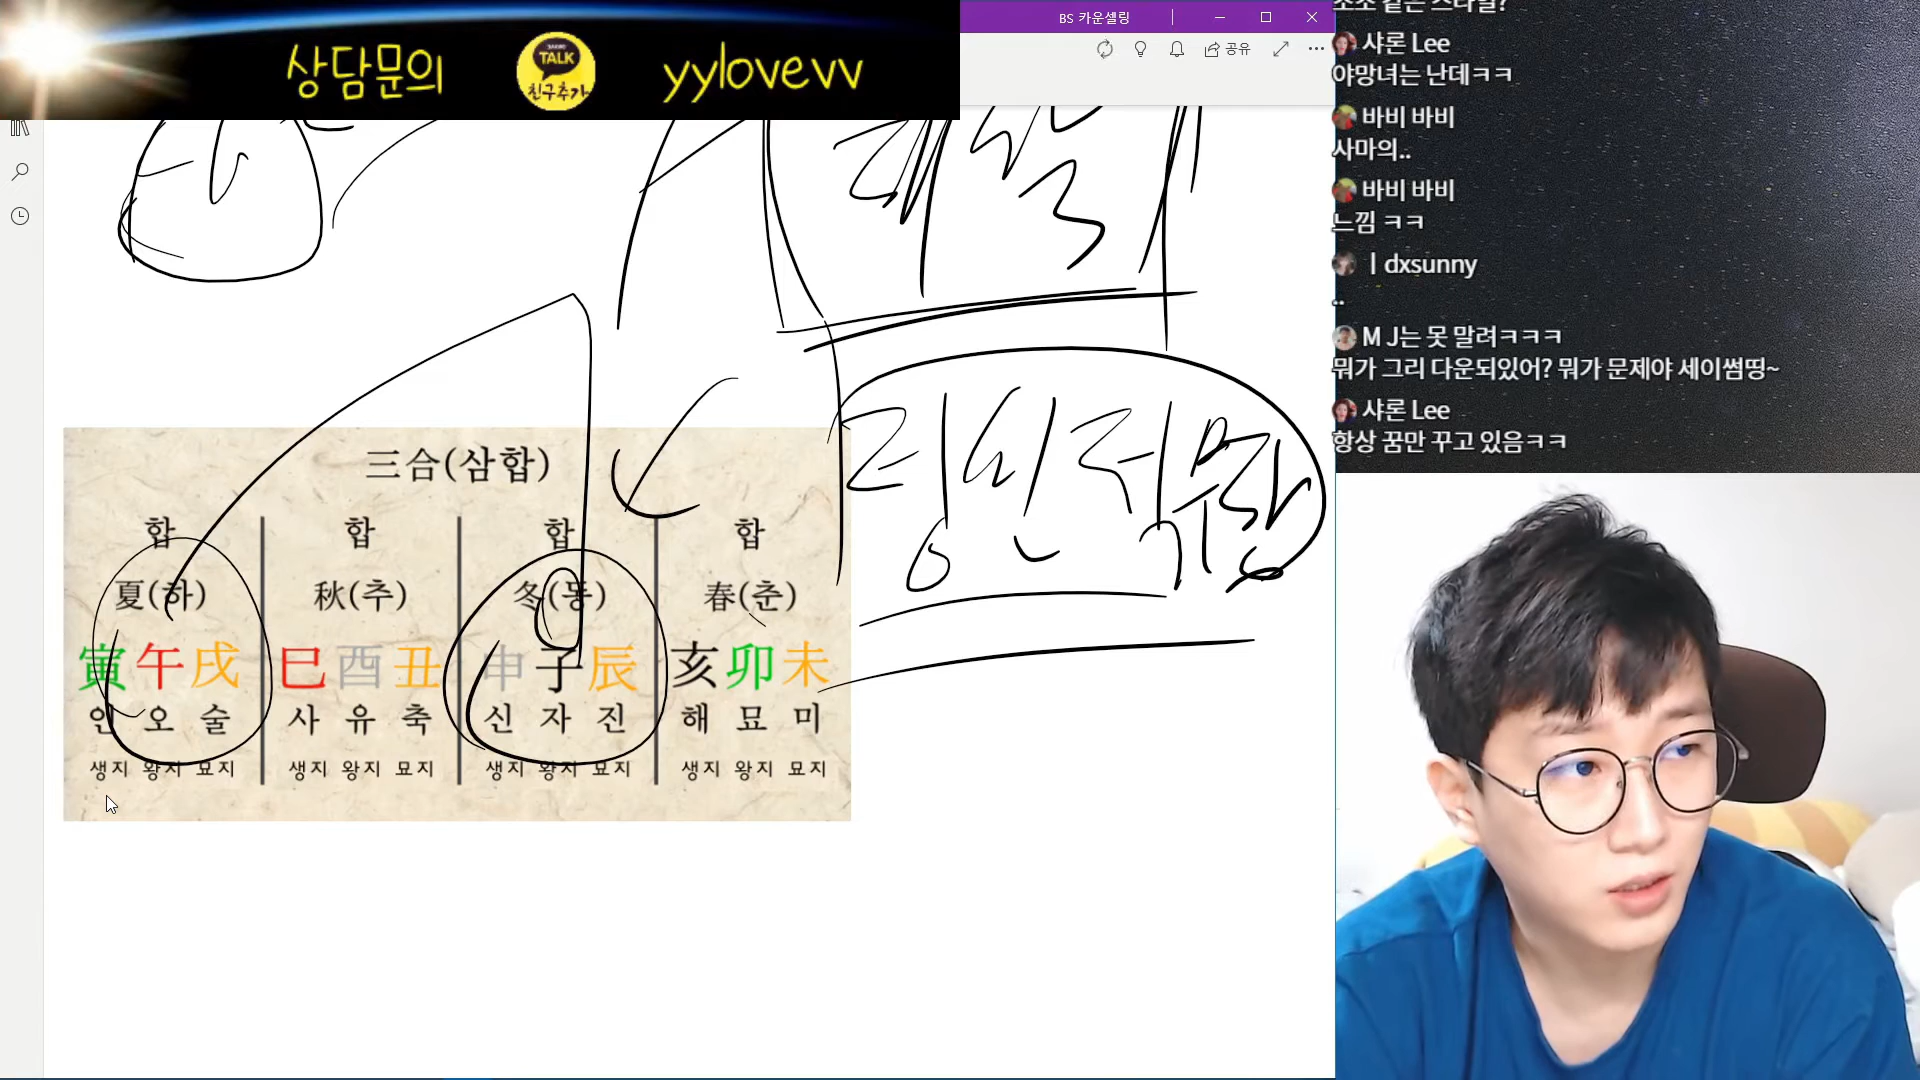 상담문의
TALK
친구추가
yylovevv
BS 카운셀링
공유
三合(삼합)
합 합 합 합
夏(하) 秋(추) 冬(동) 春(춘)
寅午戌 巳酉丑 申子辰 亥卯未
인 오 술 사 유 축 신 자 진 해 묘 미
생지 왕지 묘지 생지 왕지 묘지 생지 왕지 묘지 생지 왕지 묘지
샤론 Lee
야망녀는 난데ㅋㅋ
바비 바비
사마의..
바비 바비
느낌 ㅋㅋ
ㅣdxsunny
..
M J는 못 말려ㅋㅋㅋ
뭐가 그리 다운되있어? 뭐가 문제야 세이썸띵~
샤론 Lee
항상 꿈만 꾸고 있음ㅋㅋ